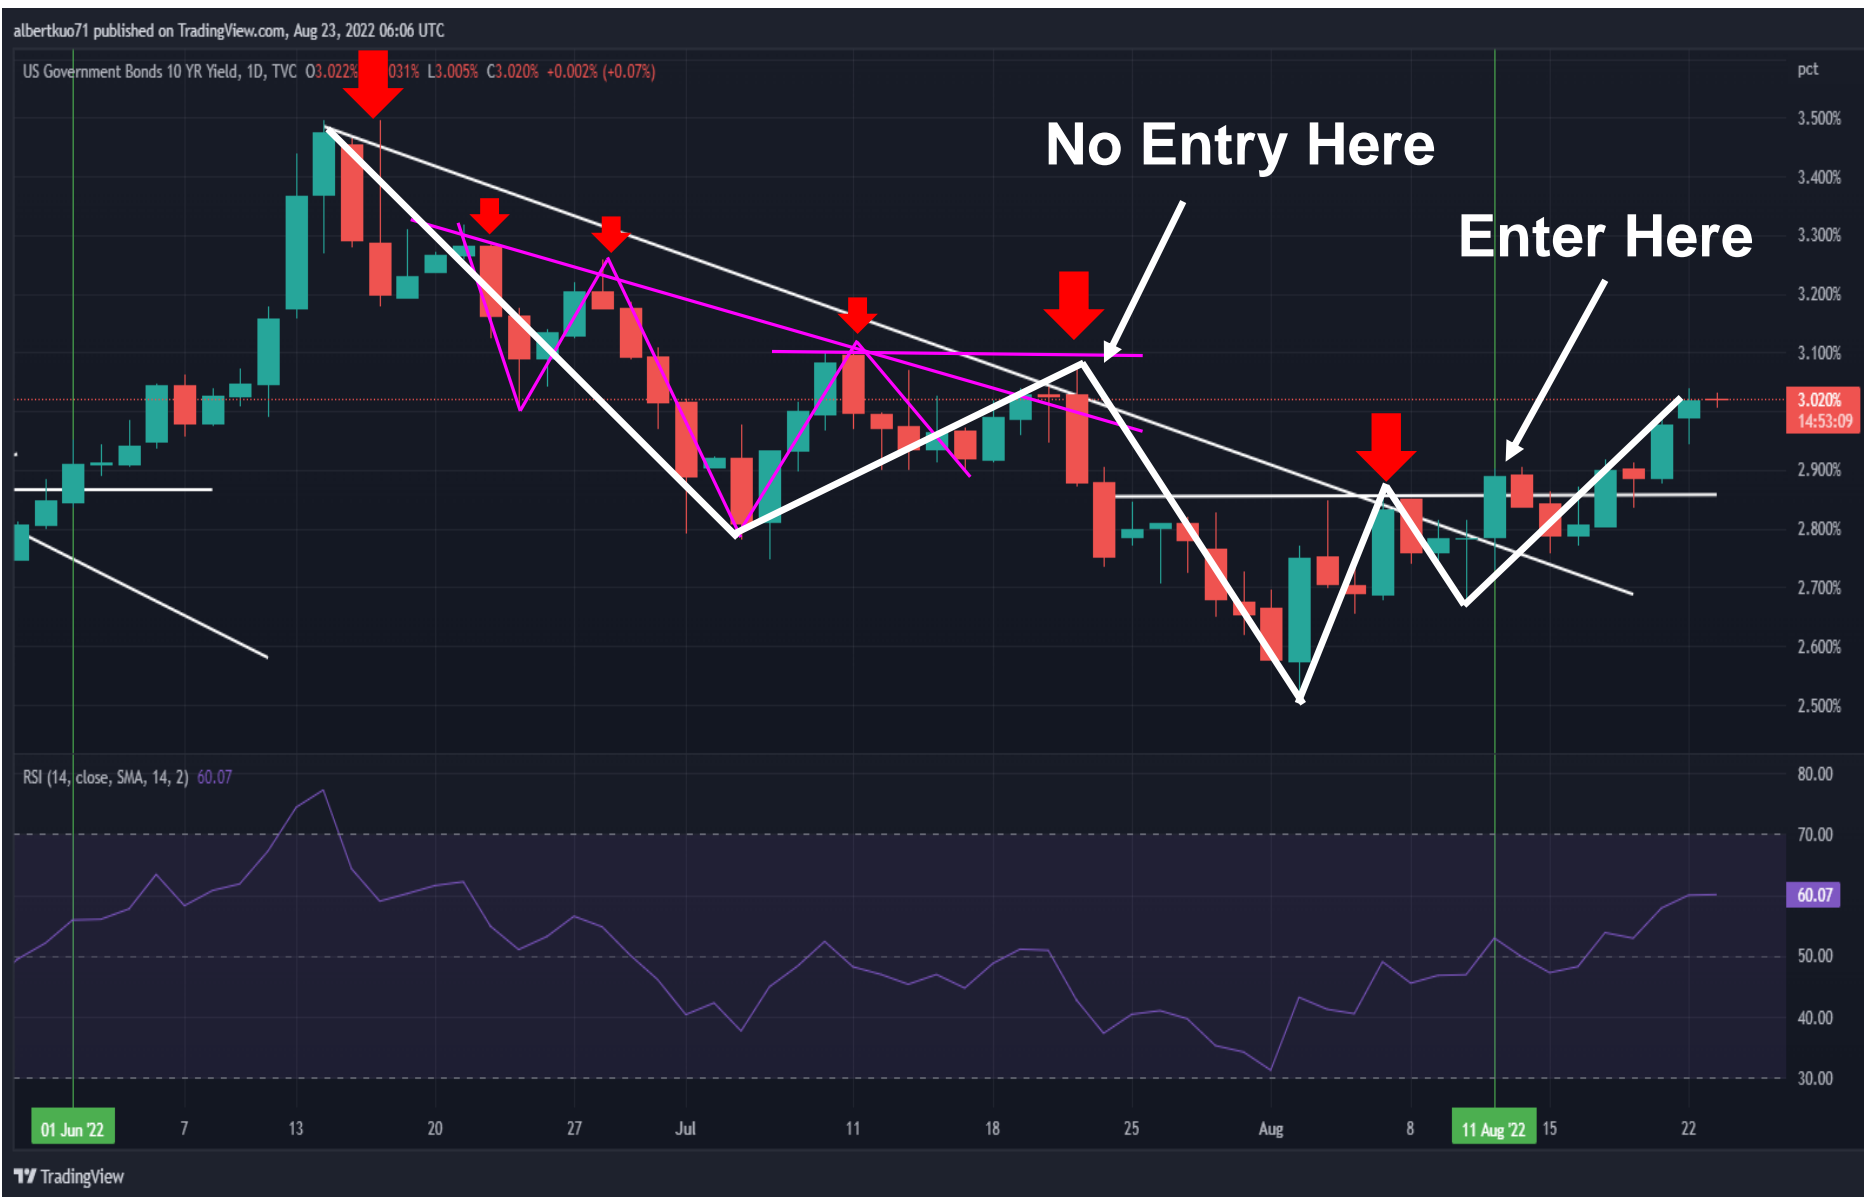 albertkuo71 published on TradingView.com, Aug 23, 2022 06:06 UTC
US Government Bonds 10 YR Yield, 1D, TVC O3.022% 031% L3.005% C3.020% +0.002% (+0.07%)
pct
3.500%
No Entry Here
3.400%
Enter Here
3.300%
3.200%
3.100%
3.020%
14:53:09
2.900%
2.800%
2.700%
2.600%
2.500%
RSI (14, close, SMA, 14, 2) 60.07
80.00
70.00
60.07
50.00
40.00
30.00
01 Jun '22 7 13 20 27 Jul 11 18 25 Aug 8 11 Aug '22 15 22
TradingView